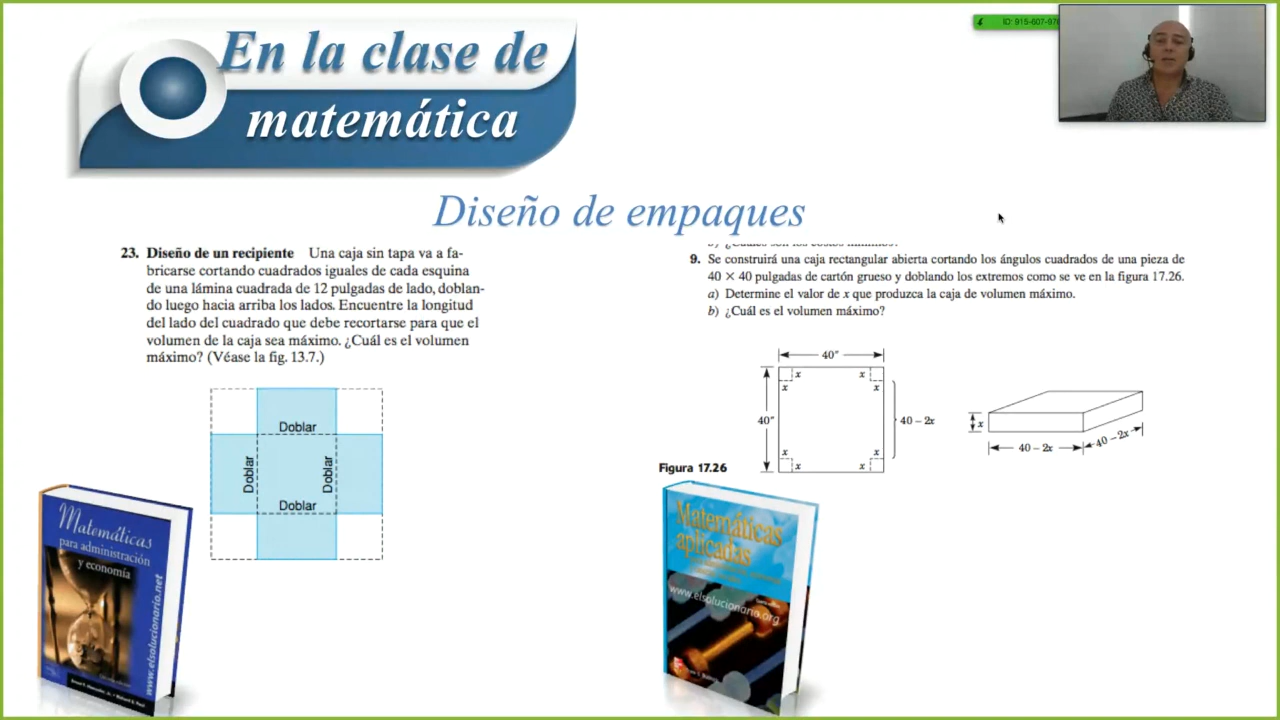 En la clase de
matemática
ID: 915-607-976
Diseño de empaques
23. Diseño de un recipiente Una caja sin tapa va a fa-
bricarse cortando cuadrados iguales de cada esquina
de una lámina cuadrada de 12 pulgadas de lado, doblan-
do luego hacia arriba los lados. Encuentre la longitud
del lado del cuadrado que debe recortarse para que el
volumen de la caja sea máximo. ¿Cuál es el volumen
máximo? (Véase la fig. 13.7.)
Doblar
Doblar
Doblar
Doblar
Matemáticas
para administración
y economía
www.elsolucionario.net
9. Se construirá una caja rectangular abierta cortando los ángulos cuadrados de una pieza de
40 × 40 pulgadas de cartón grueso y doblando los extremos como se ve en la figura 17.26.
a) Determine el valor de x que produzca la caja de volumen máximo.
b) ¿Cuál es el volumen máximo?
40"
x x
x x
40"
40 – 2x
x x
x x
x
40 – 2x
40 – 2x
Figura 17.26
Matemáticas
aplicadas
www.elsolucionario.org